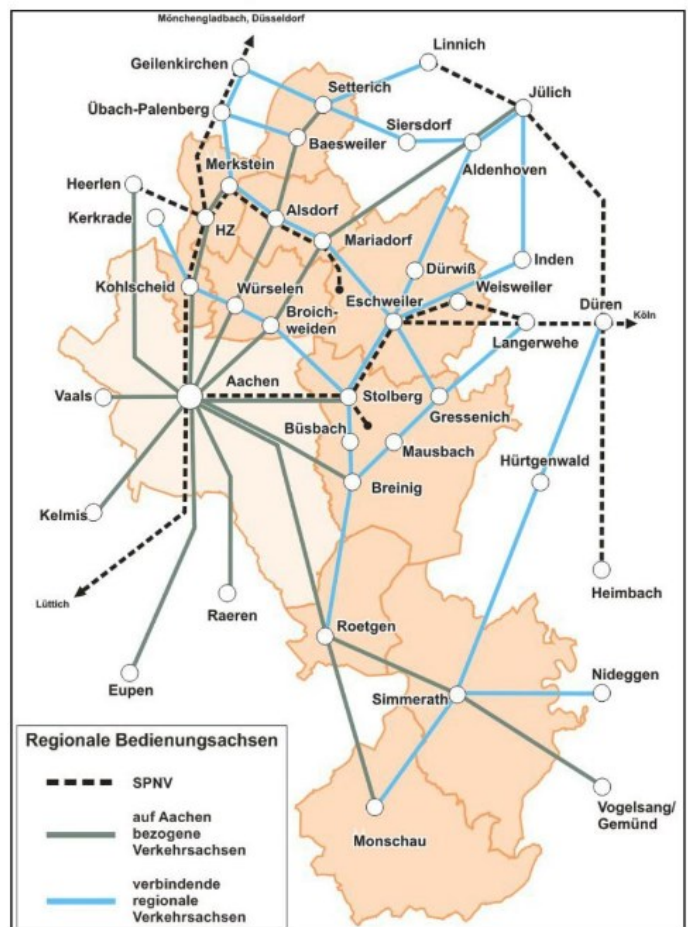 Mönchengladbach, Düsseldorf
Linnich
Geilenkirchen
Setterich
Jülich
Übach-Palenberg
Siersdorf
Baesweiler
Aldenhoven
Merkstein
Heerlen
Alsdorf
Kerkrade
HZ
Mariadorf
Inden
Dürwiß
Kohlscheid
Würselen
Eschweiler
Weisweiler
Düren
Köln
Broich-
weiden
Langerwehe
Aachen
Vaals
Stolberg
Gressenich
Büsbach
Mausbach
Hürtgenwald
Breinig
Kelmis
Heimbach
Lüttich
Raeren
Roetgen
Eupen
Nideggen
Simmerath
Regionale Bedienungsachsen
SPNV
auf Aachen
bezogene
Verkehrsachsen
Vogelsang/
Gemünd
Monschau
verbindende
regionale
Verkehrsachsen